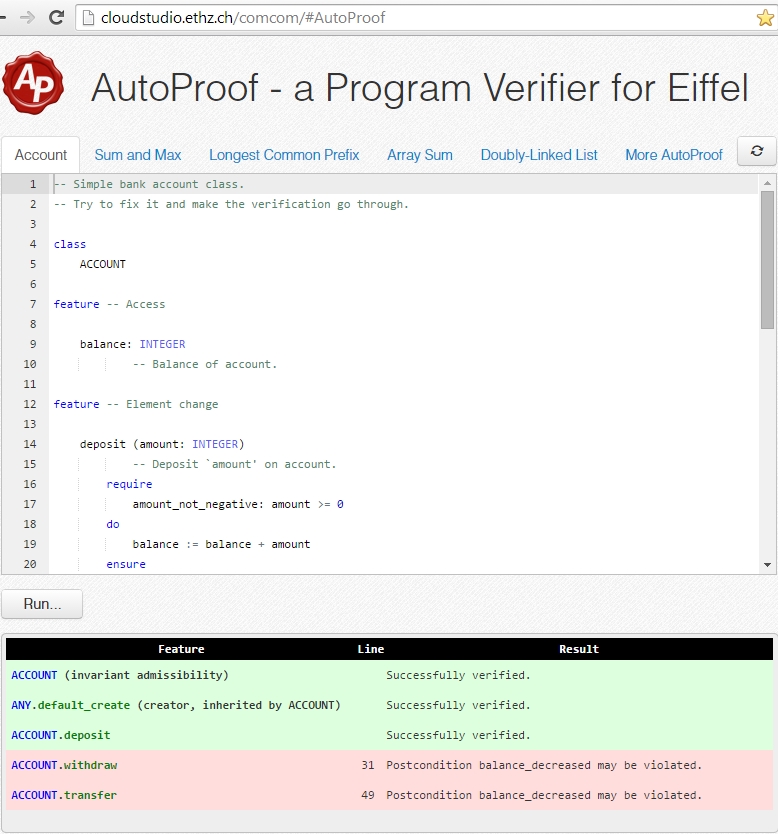 cloudstudio.ethz.ch/comcom/#AutoProof
AP
AutoProof - a Program Verifier for Eiffel
Account Sum and Max Longest Common Prefix Array Sum Doubly-Linked List More AutoProof
1 -- Simple bank account class.
2 -- Try to fix it and make the verification go through.
3
4 class
5 ACCOUNT
6
7 feature -- Access
8
9 balance: INTEGER
10 -- Balance of account.
11
12 feature -- Element change
13
14 deposit (amount: INTEGER)
15 -- Deposit `amount' on account.
16 require
17 amount_not_negative: amount >= 0
18 do
19 balance := balance + amount
20 ensure
Run...
Feature Line Result
ACCOUNT (invariant admissibility) Successfully verified.
ANY.default_create (creator, inherited by ACCOUNT) Successfully verified.
ACCOUNT.deposit Successfully verified.
ACCOUNT.withdraw 31 Postcondition balance_decreased may be violated.
ACCOUNT.transfer 49 Postcondition balance_decreased may be violated.